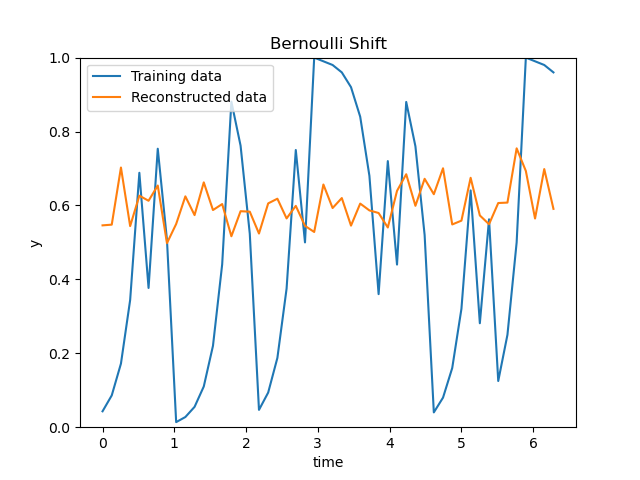 Bernoulli Shift
Training data
Reconstructed data
1.0
0.8
0.6
0.4
0.2
0.0
y
0 1 2 3 4 5 6
time